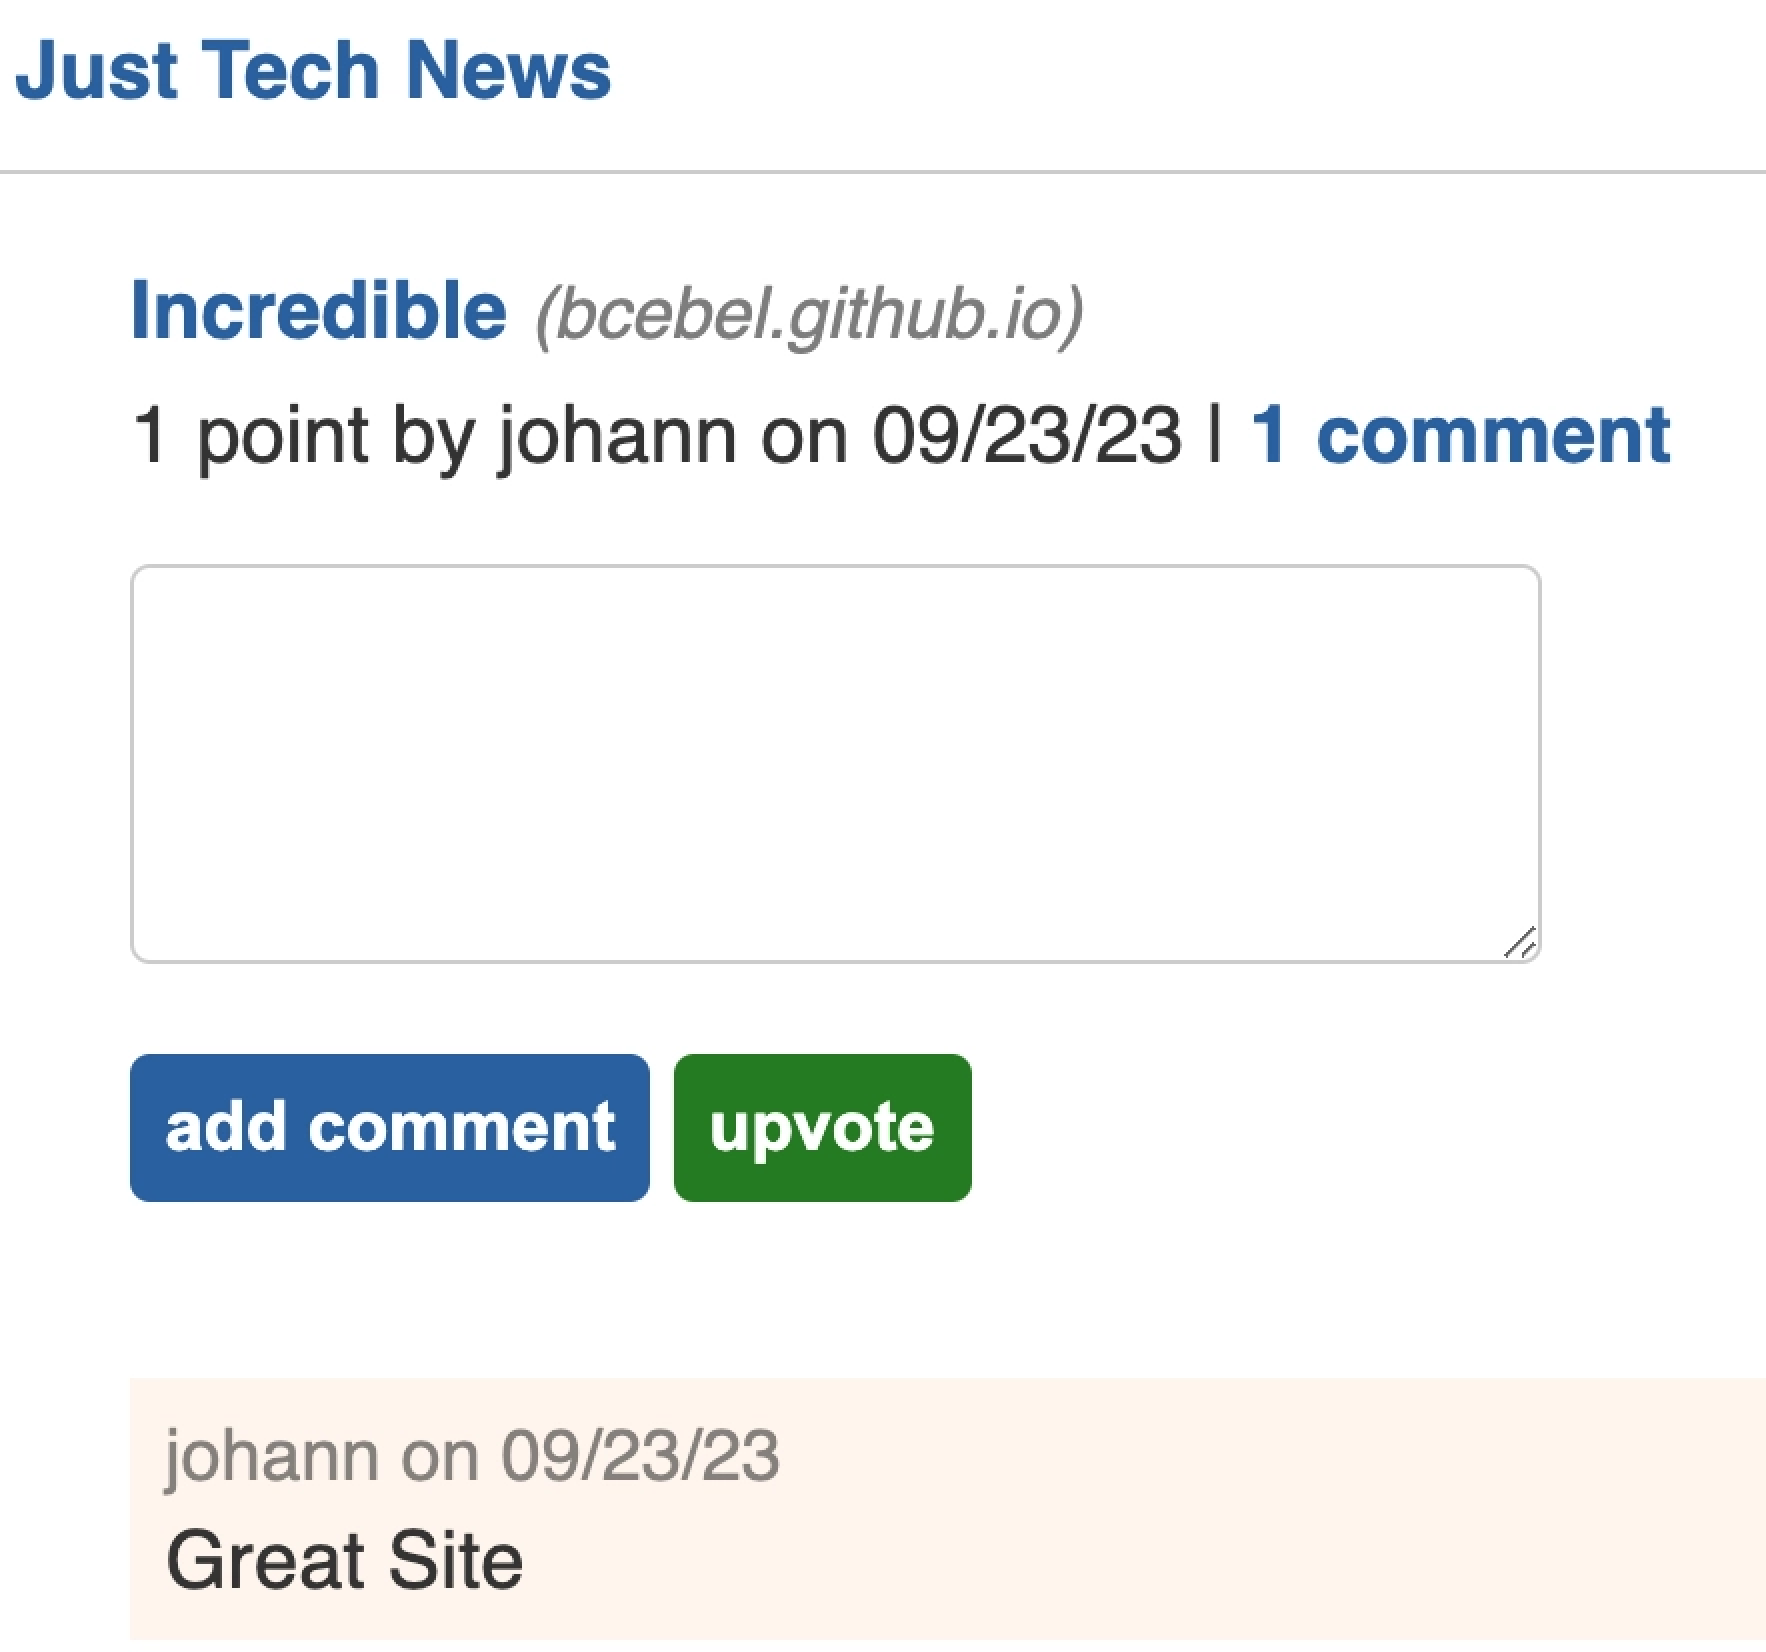 Just Tech News
Incredible (bcebel.github.io)
1 point by johann on 09/23/23 | 1 comment
add comment upvote
johann on 09/23/23
Great Site